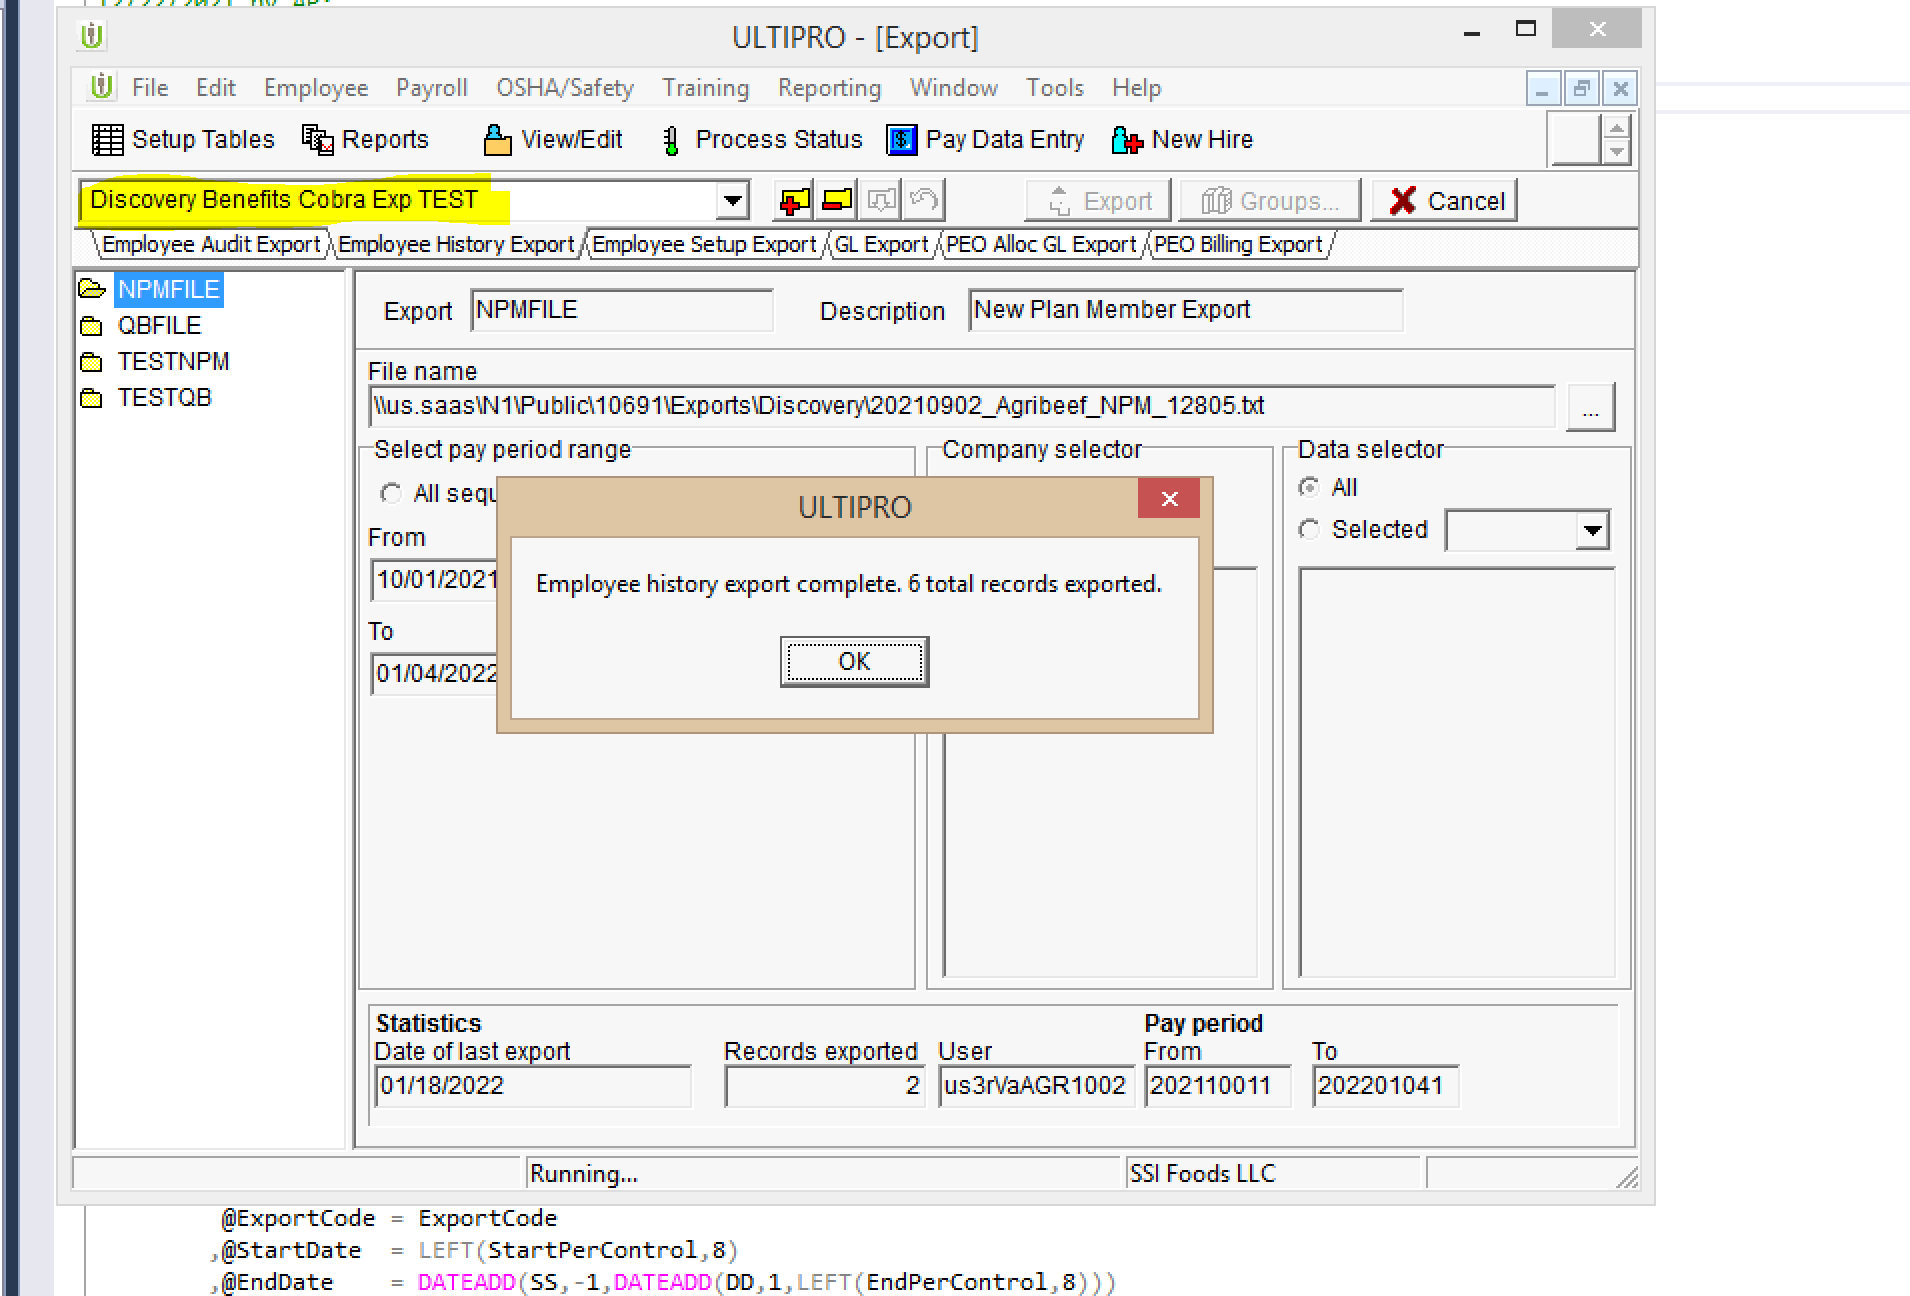 12/22/2021 by AP:
ULTIPRO - [Export]
File Edit Employee Payroll OSHA/Safety Training Reporting Window Tools Help
Setup Tables Reports View/Edit Process Status Pay Data Entry New Hire
Discovery Benefits Cobra Exp TEST
Export Groups... Cancel
Employee Audit Export Employee History Export Employee Setup Export GL Export PEO Alloc GL Export PEO Billing Export
NPMFILE
QBFILE
TESTNPM
TESTQB
Export NPMFILE Description New Plan Member Export
File name
\\us.saas\N1\Public\10691\Exports\Discovery\20210902_Agribeef_NPM_12805.txt
...
Select pay period range
All sequ
From
10/01/2021
To
01/04/2022
Company selector
Data selector
All
Selected
ULTIPRO
Employee history export complete. 6 total records exported.
OK
Statistics Pay period
Date of last export Records exported User From To
01/18/2022 2 us3rVaAGR1002 202110011 202201041
Running... SSI Foods LLC
@ExportCode = ExportCode
,@StartDate = LEFT(StartPerControl,8)
,@EndDate = DATEADD(SS,-1,DATEADD(DD,1,LEFT(EndPerControl,8)))